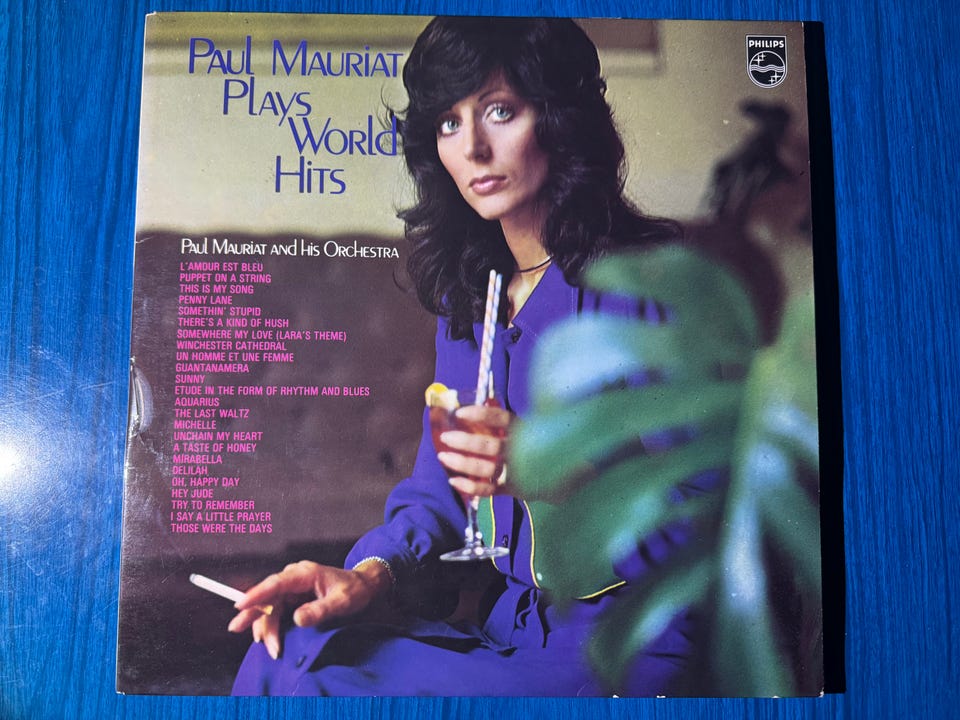 Paul Mauriat
Plays
World
Hits
PHILIPS
Paul Mauriat and his Orchestra
L'AMOUR EST BLEU
PUPPET ON A STRING
THIS IS MY SONG
PENNY LANE
SOMETHIN' STUPID
THERE'S A KIND OF HUSH
SOMEWHERE MY LOVE (LARA'S THEME)
WINCHESTER CATHEDRAL
UN HOMME ET UNE FEMME
GUANTANAMERA
SUNNY
ETUDE IN THE FORM OF RHYTHM AND BLUES
AQUARIUS
THE LAST WALTZ
MICHELLE
UNCHAIN MY HEART
A TASTE OF HONEY
MIRABELLA
DELILAH
OH, HAPPY DAY
HEY JUDE
TRY TO REMEMBER
I SAY A LITTLE PRAYER
THOSE WERE THE DAYS